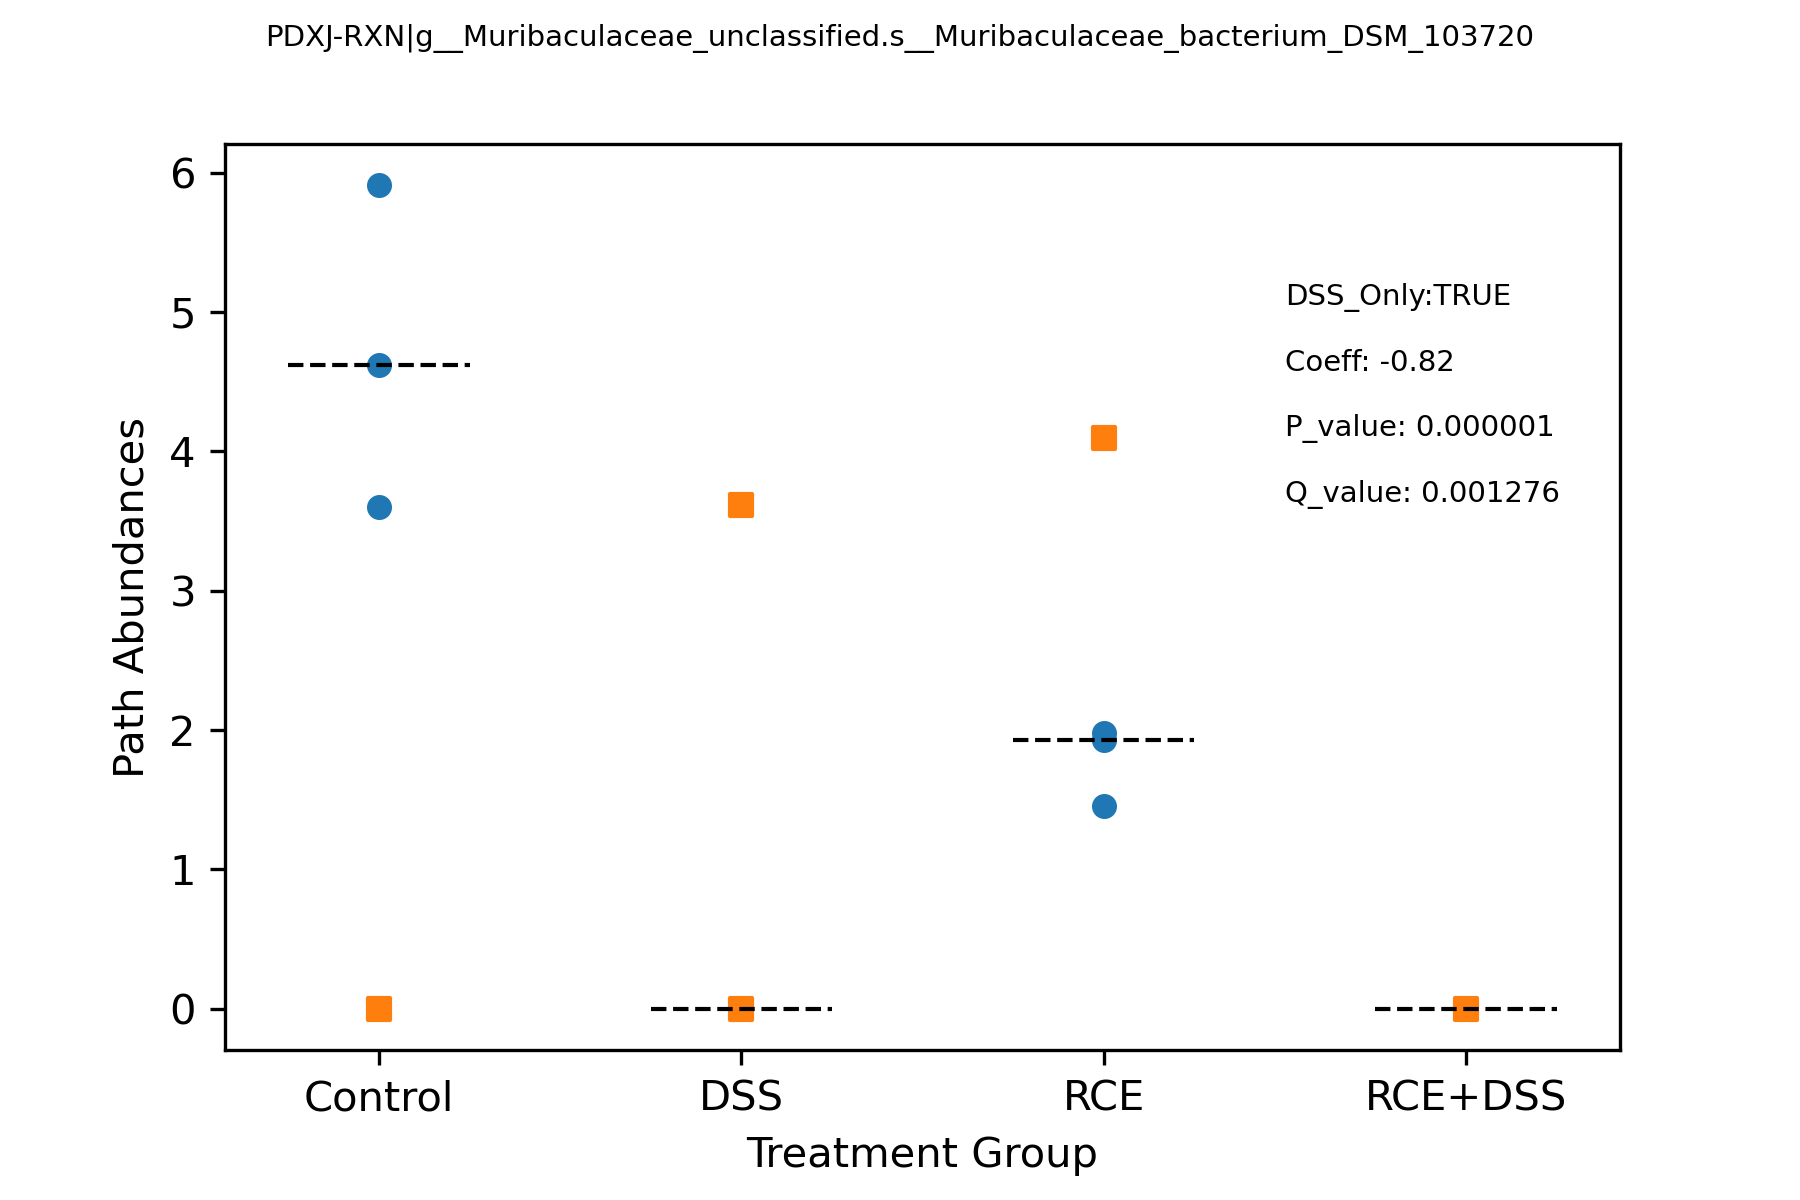 PDXJ-RXN|g__Muribaculaceae_unclassified.s__Muribaculaceae_bacterium_DSM_103720
6
5
4
3
2
1
0
Path Abundances
DSS_Only:TRUE
Coeff: -0.82
P_value: 0.000001
Q_value: 0.001276
Control
DSS
RCE
RCE+DSS
Treatment Group